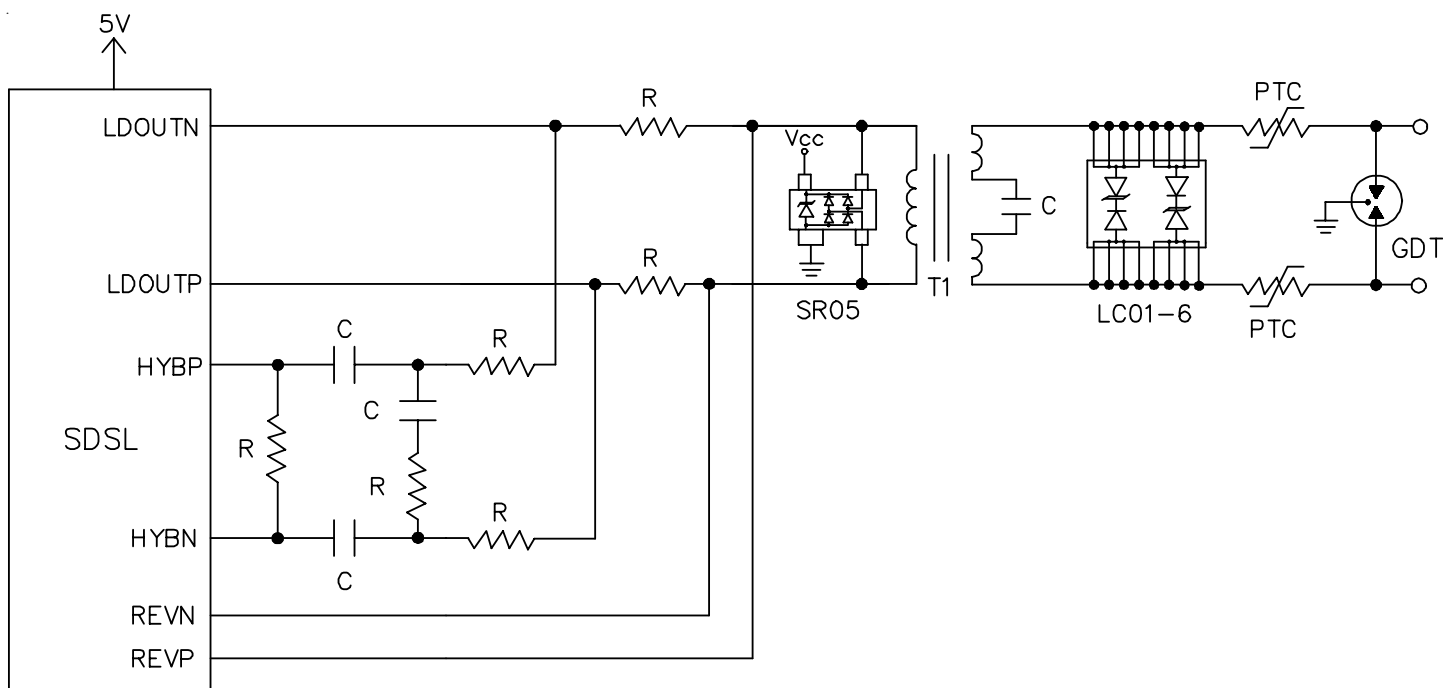 5V
PTC
LDOUTN
R
Vcc
C
GDT
LDOUTP
R
T1
SR05
LC01-6
PTC
C
R
HYBP
C
SDSL
R
R
R
HYBN
C
REVN
REVP